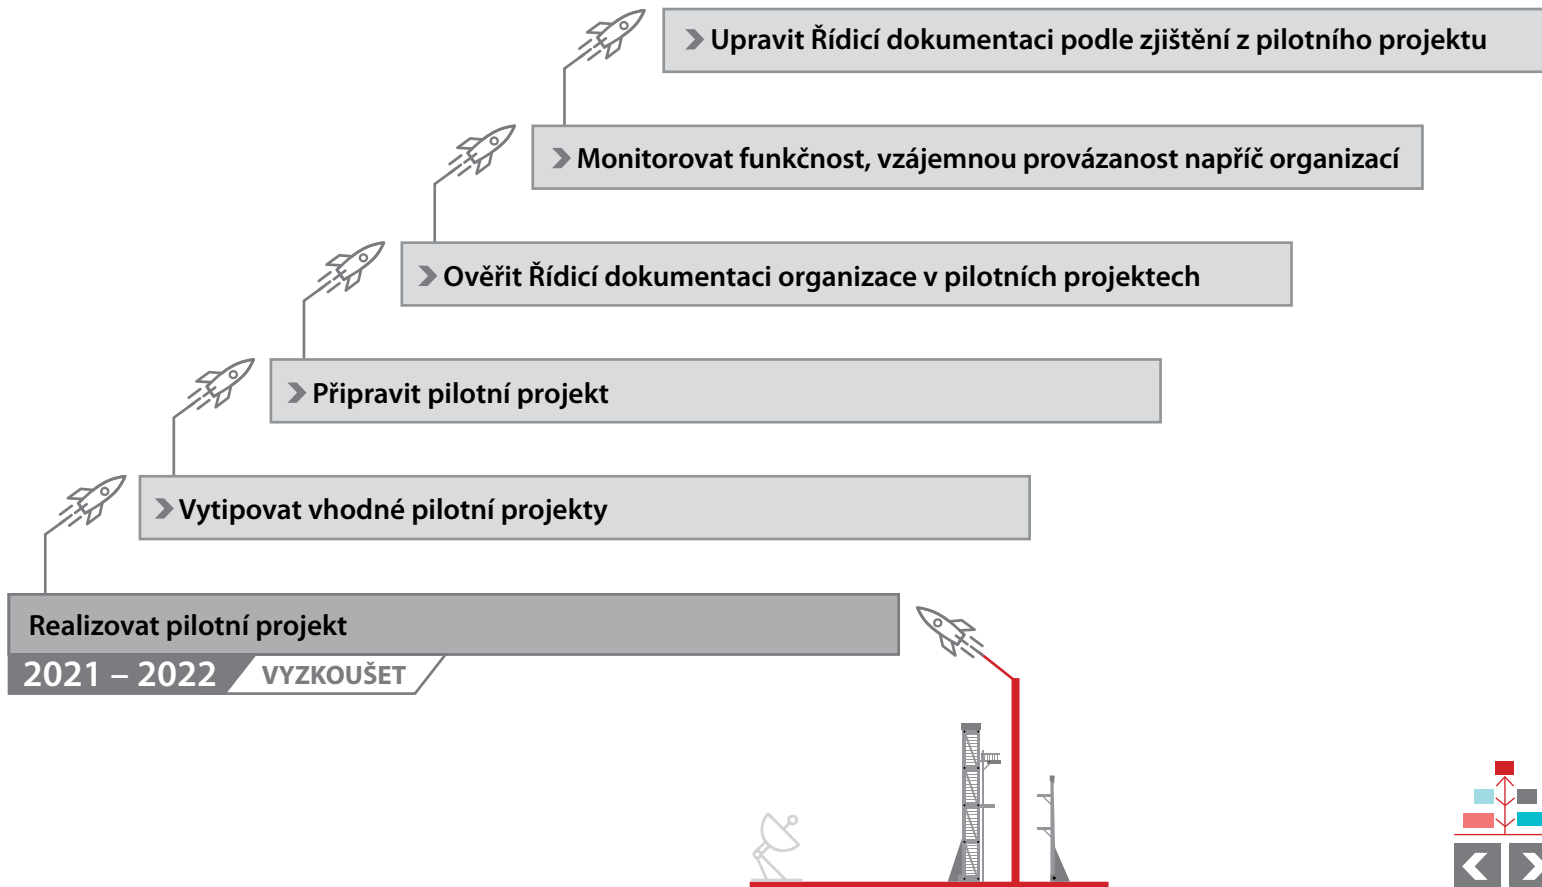 Upravit Řídicí dokumentaci podle zjištění z pilotního projektu
Monitorovat funkčnost, vzájemnou provázanost napříč organizací
Ověřit Řídicí dokumentaci organizace v pilotních projektech
Připravit pilotní projekt
Vytipovat vhodné pilotní projekty
Realizovat pilotní projekt
2021 – 2022 VYZKOUŠET